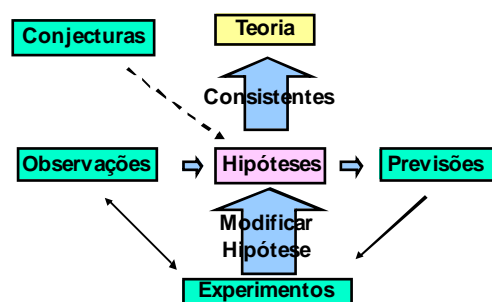 Conjecturas
Teoria
Consistentes
Observações
Hipóteses
Previsões
Modificar
Hipótese
Experimentos